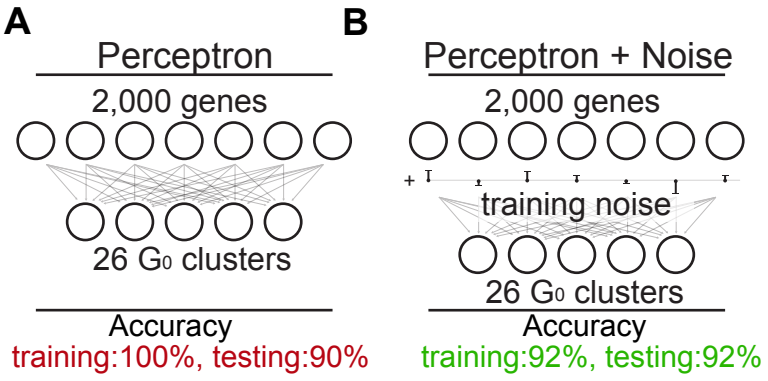 A
Perceptron
2,000 genes
26 G0 clusters
Accuracy
training:100%, testing:90%
B
Perceptron + Noise
2,000 genes
+
training noise
26 G0 clusters
Accuracy
training:92%, testing:92%